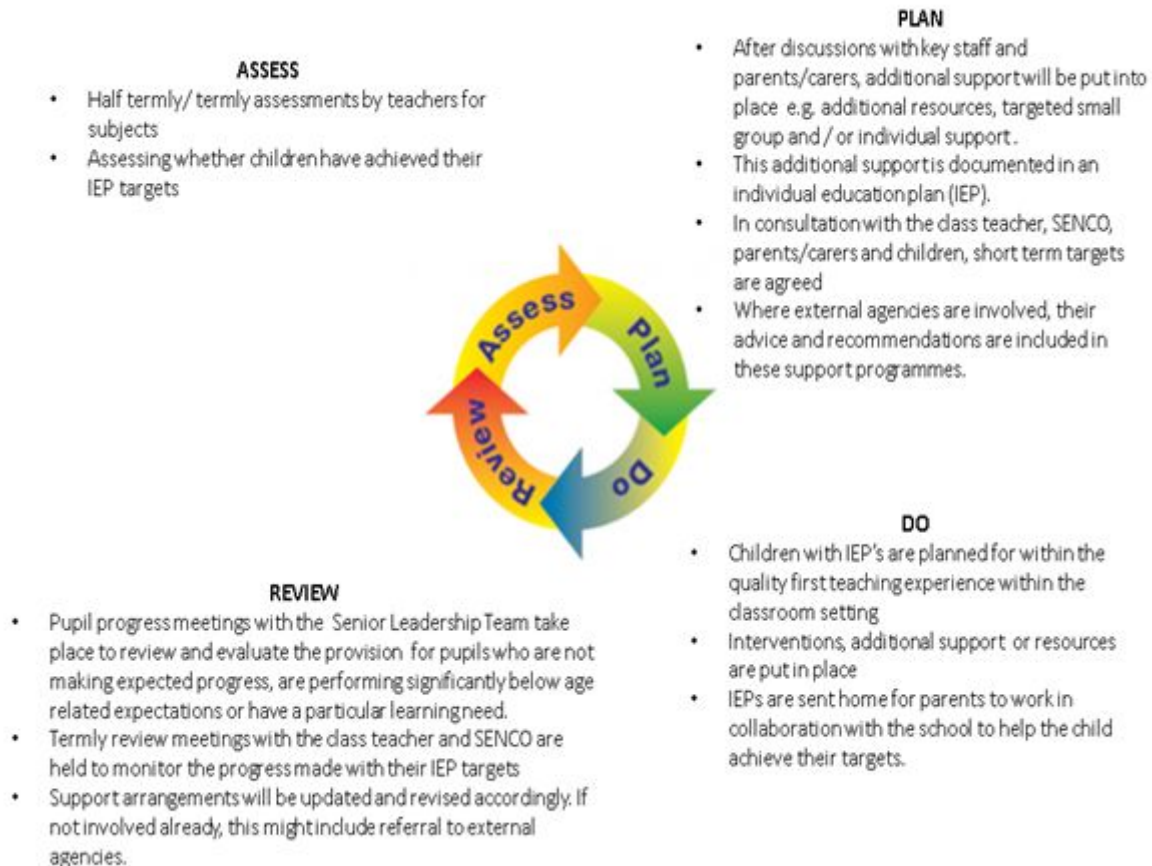 ASSESS
• Half termly/ termly assessments by teachers for
subjects
• Assessing whether children have achieved their
IEP targets
PLAN
• After discussions with key staff and
parents/carers, additional support will be put into
place e.g. additional resources, targeted small
group and / or individual support .
• This additional support is documented in an
individual education plan (IEP).
• In consultation with the class teacher, SENCO,
parents/carers and children, short term targets
are agreed
• Where external agencies are involved, their
advice and recommendations are included in
these support programmes.
Assess
Plan
Do
Review
DO
• Children with IEP's are planned for within the
quality first teaching experience within the
classroom setting
• Interventions, additional support or resources
are put in place
• IEPs are sent home for parents to work in
collaboration with the school to help the child
achieve their targets.
REVIEW
• Pupil progress meetings with the Senior Leadership Team take
place to review and evaluate the provision for pupils who are not
making expected progress, are performing significantly below age
related expectations or have a particular learning need.
• Termly review meetings with the class teacher and SENCO are
held to monitor the progress made with their IEP targets
• Support arrangements will be updated and revised accordingly. If
not involved already, this might include referral to external
agencies.